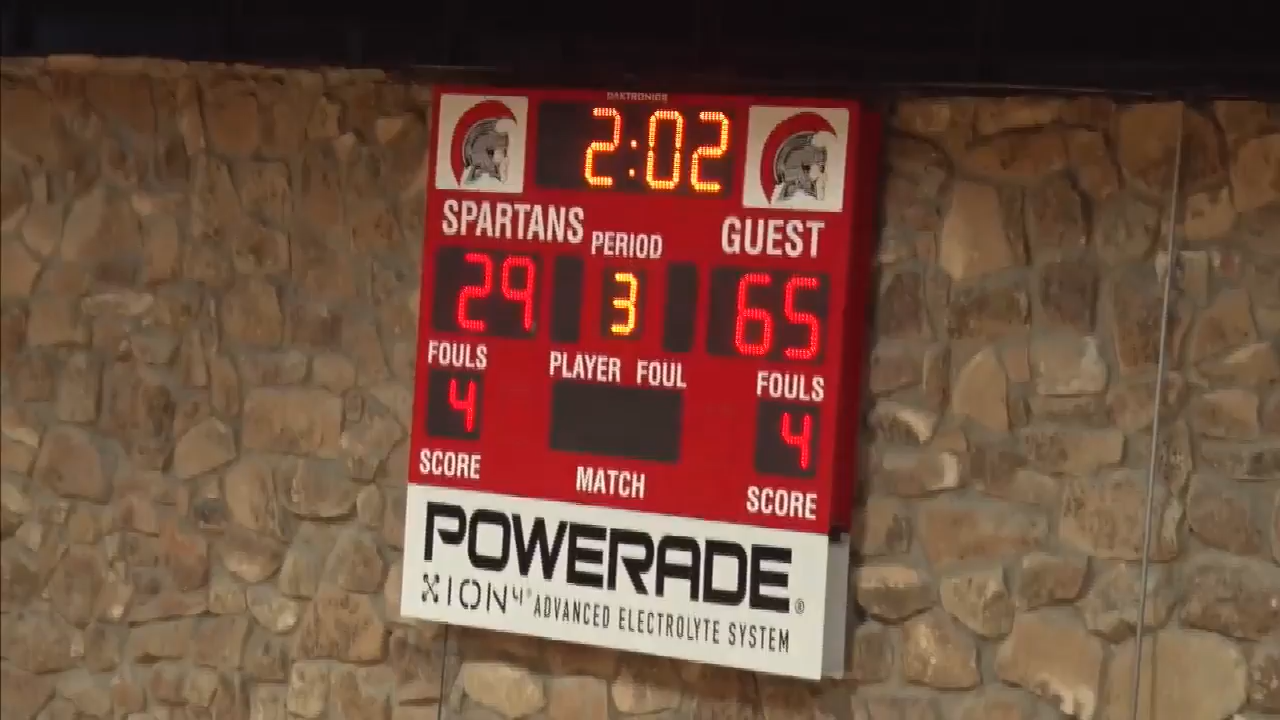 DAKTRONICS
2:02
SPARTANS PERIOD GUEST
29 3 65
FOULS PLAYER FOUL FOULS
4 4
SCORE MATCH SCORE
POWERADE®
ION4® ADVANCED ELECTROLYTE SYSTEM